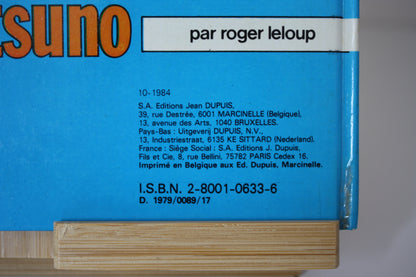 tsuno
par roger leloup
10-1984
S.A. Editions Jean DUPUIS,
39, rue Destrée, 6001 MARCINELLE (Belgique),
13, avenue des Arts, 1040 BRUXELLES.
Pays-Bas : Uitgeverij DUPUIS, N.V.,
13, Industriestraat, 6135 KE SITTARD (Nederland).
France : Siège Social : S.A. Editions J. Dupuis,
Fils et Cie, 8, rue Bellini, 75782 PARIS Cedex 16.
Imprimé en Belgique aux Ed. Dupuis, Marcinelle.
I.S.B.N. 2-8001-0633-6
D. 1979/0089/17